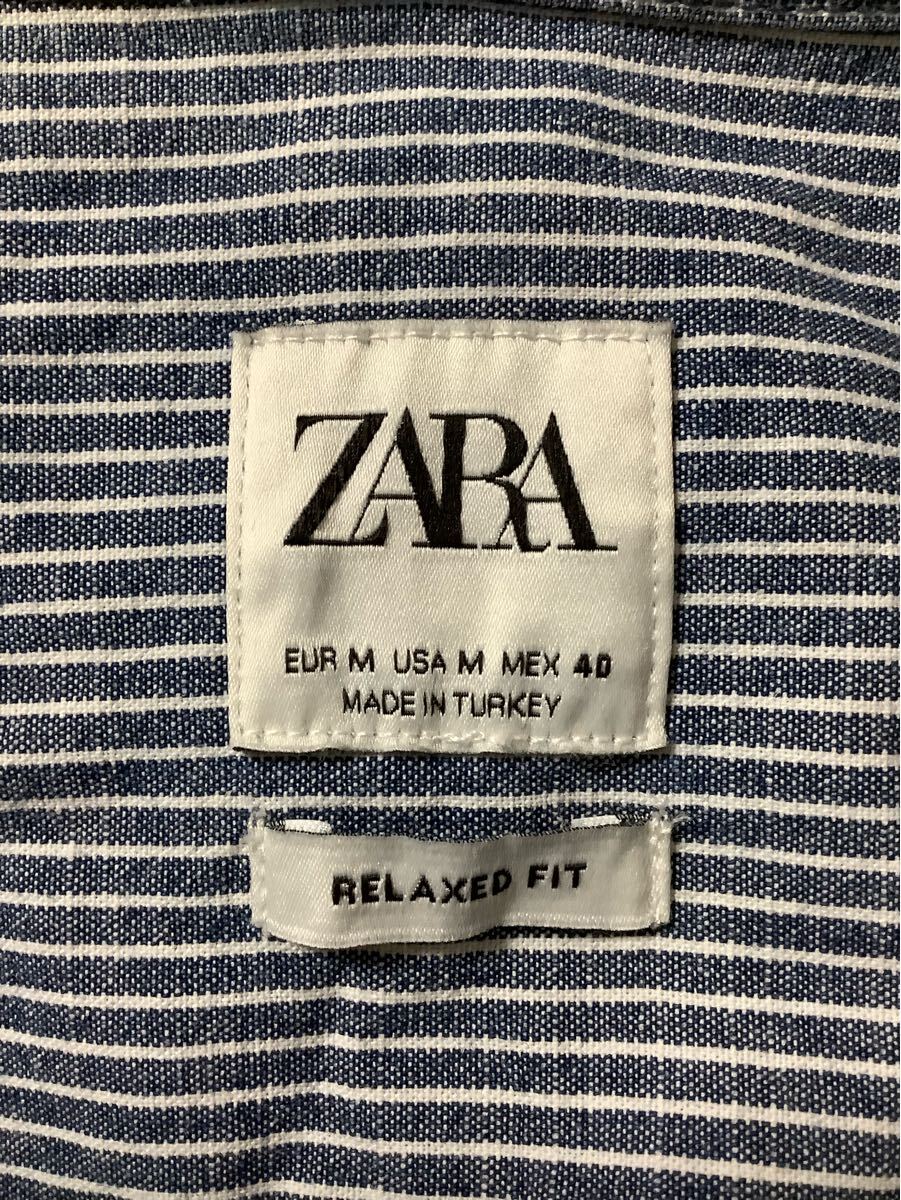 ZARA
EUR M USA M MEX 40
MADE IN TURKEY
RELAXED FIT